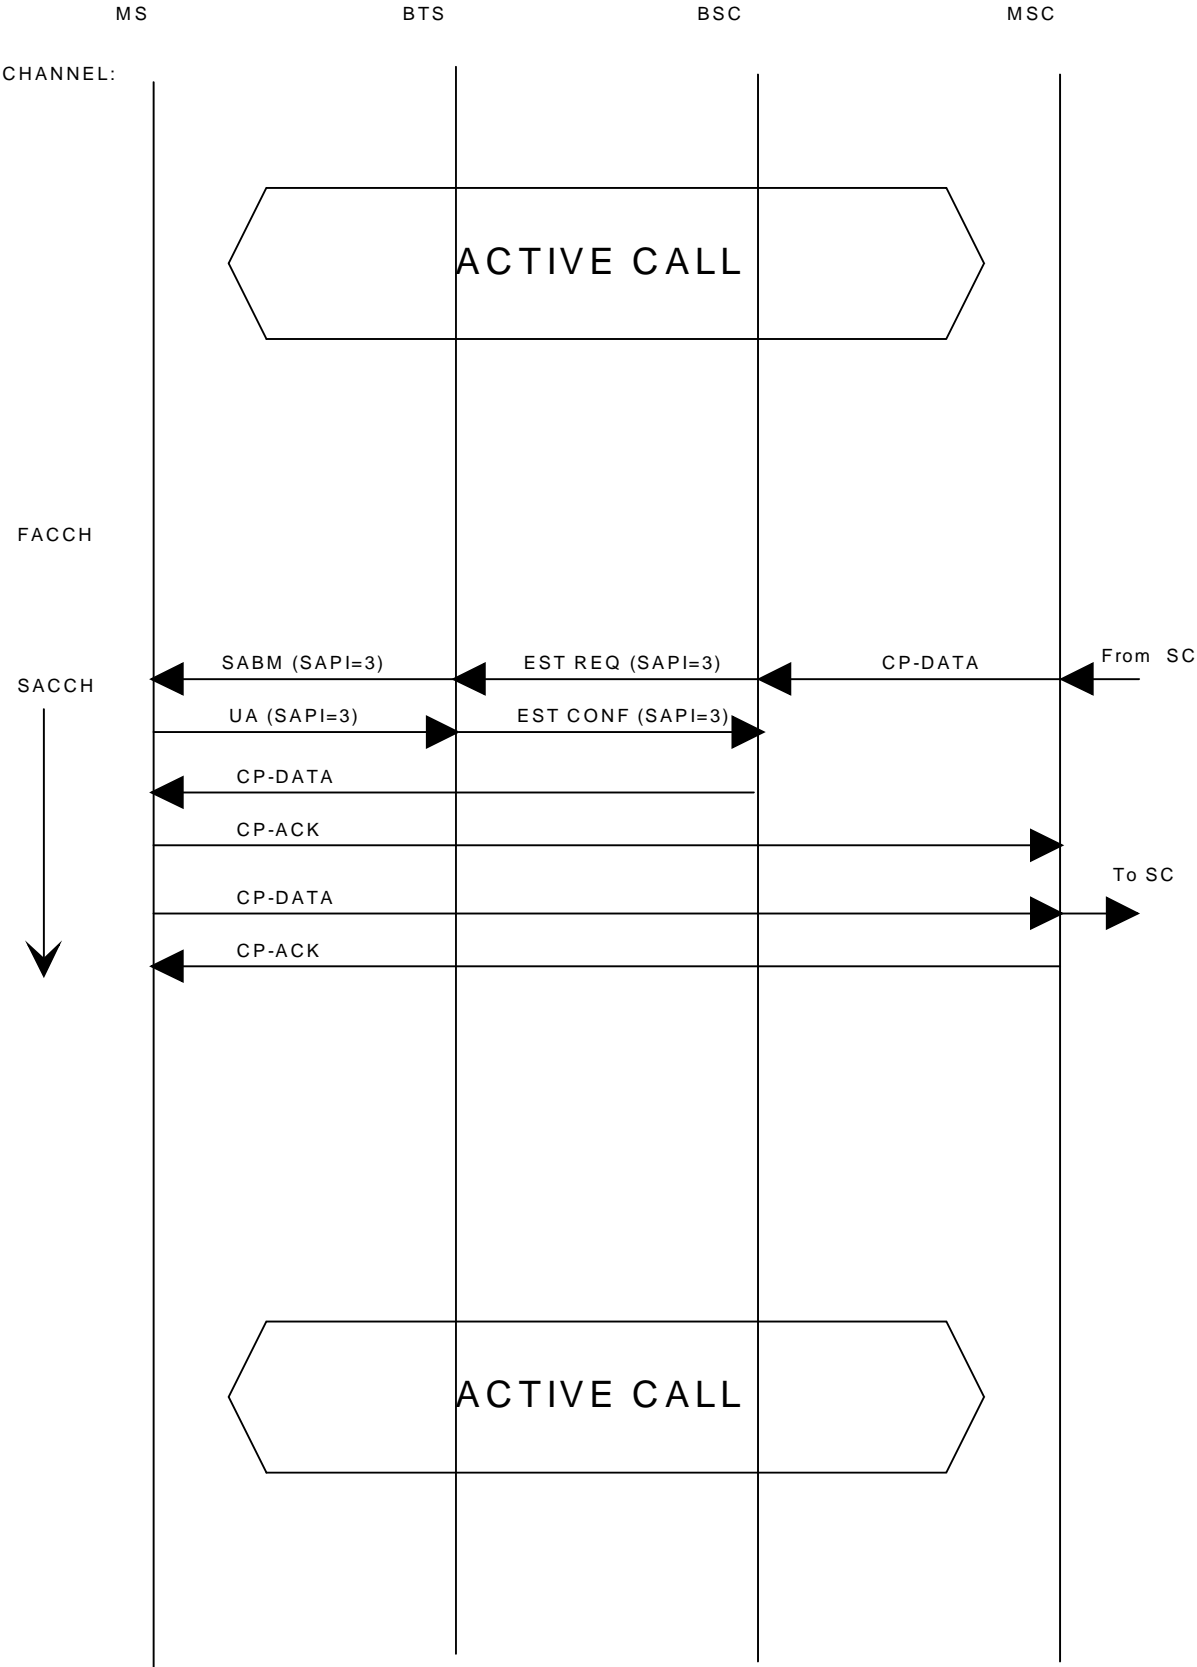 MS BTS BSC MSC
CHANNEL:
ACTIVE CALL
FACCH
SABM (SAPI=3) EST REQ (SAPI=3) CP-DATA From SC
SACCH
UA (SAPI=3) EST CONF (SAPI=3)
CP-DATA
CP-ACK
To SC
CP-DATA
CP-ACK
ACTIVE CALL